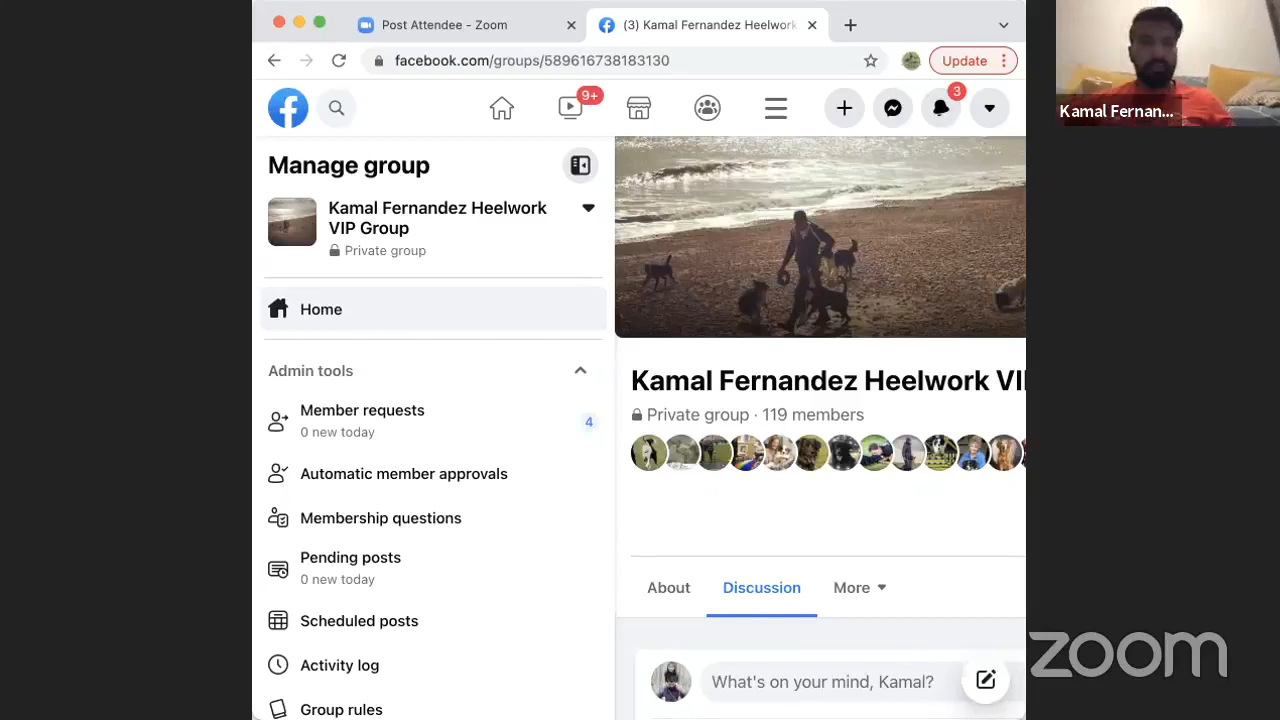 Post Attendee - Zoom
(3) Kamal Fernandez Heelwork
facebook.com/groups/589616738183130
Update
9+
3
Kamal Fernan...
Manage group
Kamal Fernandez Heelwork
VIP Group
Private group
Home
Admin tools
Member requests
0 new today
4
Automatic member approvals
Membership questions
Pending posts
0 new today
Scheduled posts
Activity log
Group rules
Kamal Fernandez Heelwork VI
Private group · 119 members
About
Discussion
More
What's on your mind, Kamal?
zoom